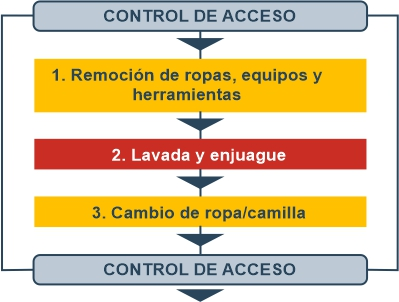 CONTROL DE ACCESO
1. Remoción de ropas, equipos y
herramientas
2. Lavada y enjuague
3. Cambio de ropa/camilla
CONTROL DE ACCESO